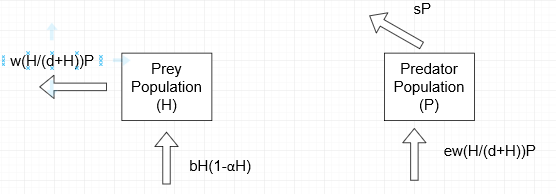 sP
w(H/(d+H))P
Prey
Population
(H)
Predator
Population
(P)
bH(1-αH)
ew(H/(d+H))P